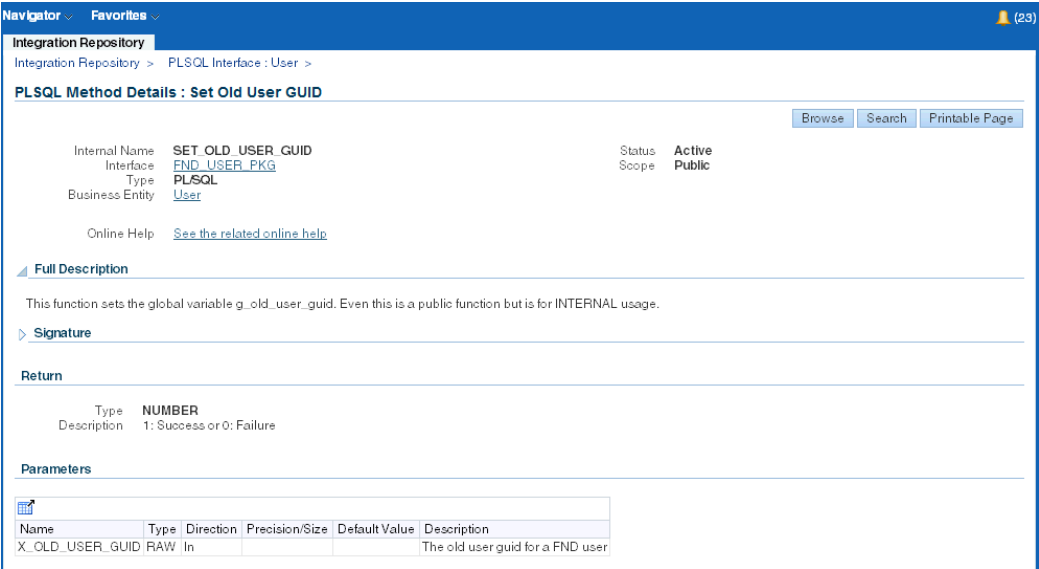 Navigator Favorites (23)
Integration Repository
Integration Repository > PLSQL Interface : User >
PLSQL Method Details : Set Old User GUID
Browse Search Printable Page
Internal Name SET_OLD_USER_GUID Status Active
Interface FND_USER_PKG Scope Public
Type PL/SQL
Business Entity User
Online Help See the related online help
Full Description
This function sets the global variable g_old_user_guid. Even this is a public function but is for INTERNAL usage.
Signature
Return
Type NUMBER
Description 1: Success or 0: Failure
Parameters
Name Type Direction Precision/Size Default Value Description
X_OLD_USER_GUID RAW In The old user guid for a FND user